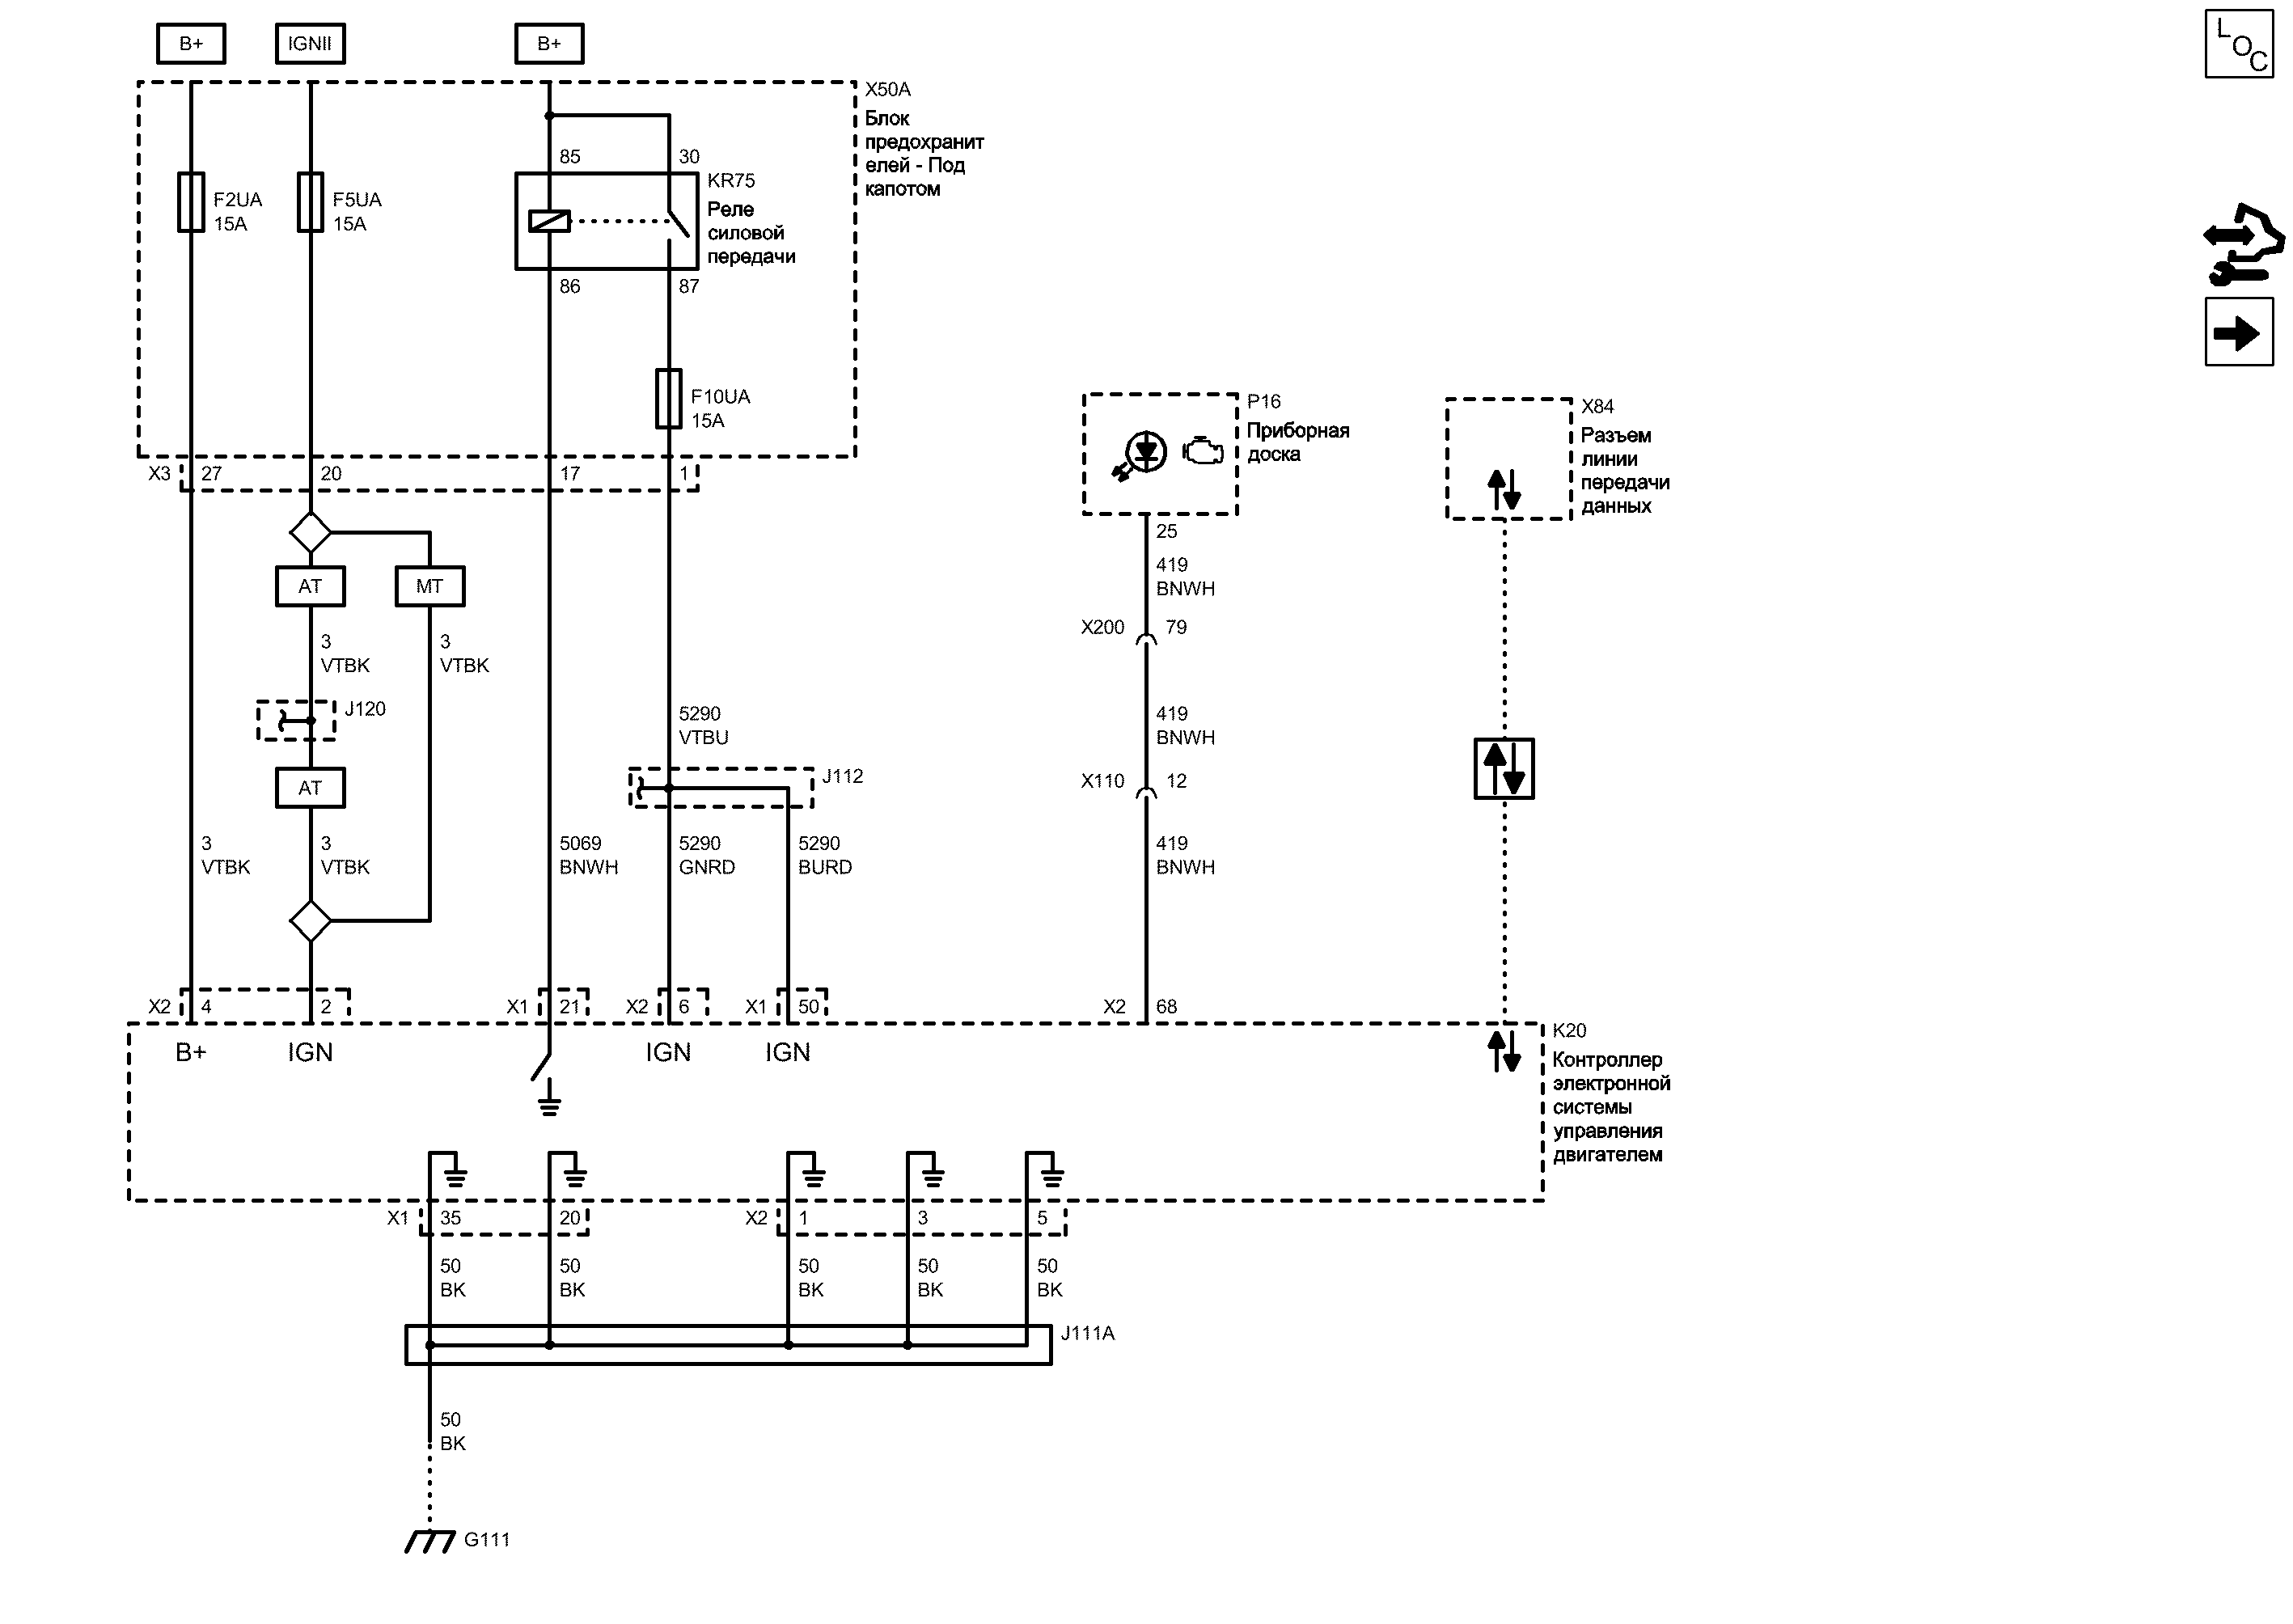 B+
IGNII
B+
LOC
X50A
Блок
предохранит
елей - Под
капотом
85
30
KR75
Реле
силовой
передачи
F2UA
15A
F5UA
15A
86
87
F10UA
15A
X3
27
20
17
1
P16
Приборная
доска
X84
Разъем
линии
передачи
данных
25
419
BNWH
AT
MT
X200
79
3
VTBK
3
VTBK
J120
5290
VTBU
419
BNWH
AT
J112
X110
12
3
VTBK
3
VTBK
5069
BNWH
5290
GNRD
5290
BURD
419
BNWH
X2
4
2
X1
21
X2
6
X1
50
X2
68
B+
IGN
IGN
IGN
K20
Контроллер
электронной
системы
управления
двигателем
X1
35
20
X2
1
3
5
50
BK
50
BK
50
BK
50
BK
50
BK
J111A
50
BK
G111